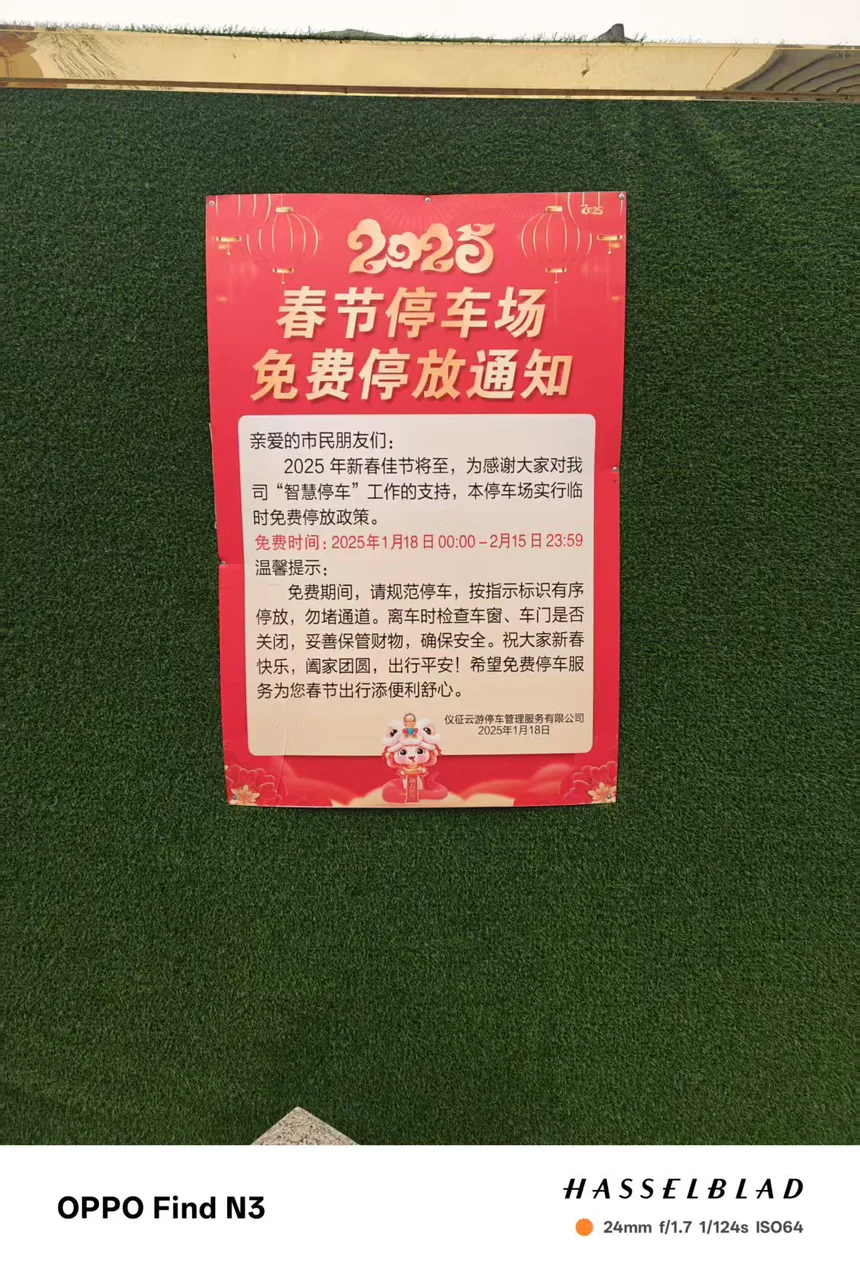 2025
2025
春节停车场
免费停放通知
亲爱的市民朋友们：
2025年新春佳节将至，为感谢大家对我
司“智慧停车”工作的支持，本停车场实行临
时免费停放政策。
免费时间：2025年1月18日00:00-2月15日23:59
温馨提示：
免费期间，请规范停车，按指示标识有序
停放，勿堵通道。离车时检查车窗、车门是否
关闭，妥善保管财物，确保安全。祝大家新春
快乐，阖家团圆，出行平安！希望免费停车服
务为您春节出行添便利舒心。
仪征云游停车管理服务有限公司
2025年1月18日
OPPO Find N3
HASSELBLAD
24mm f/1.7 1/124s ISO64